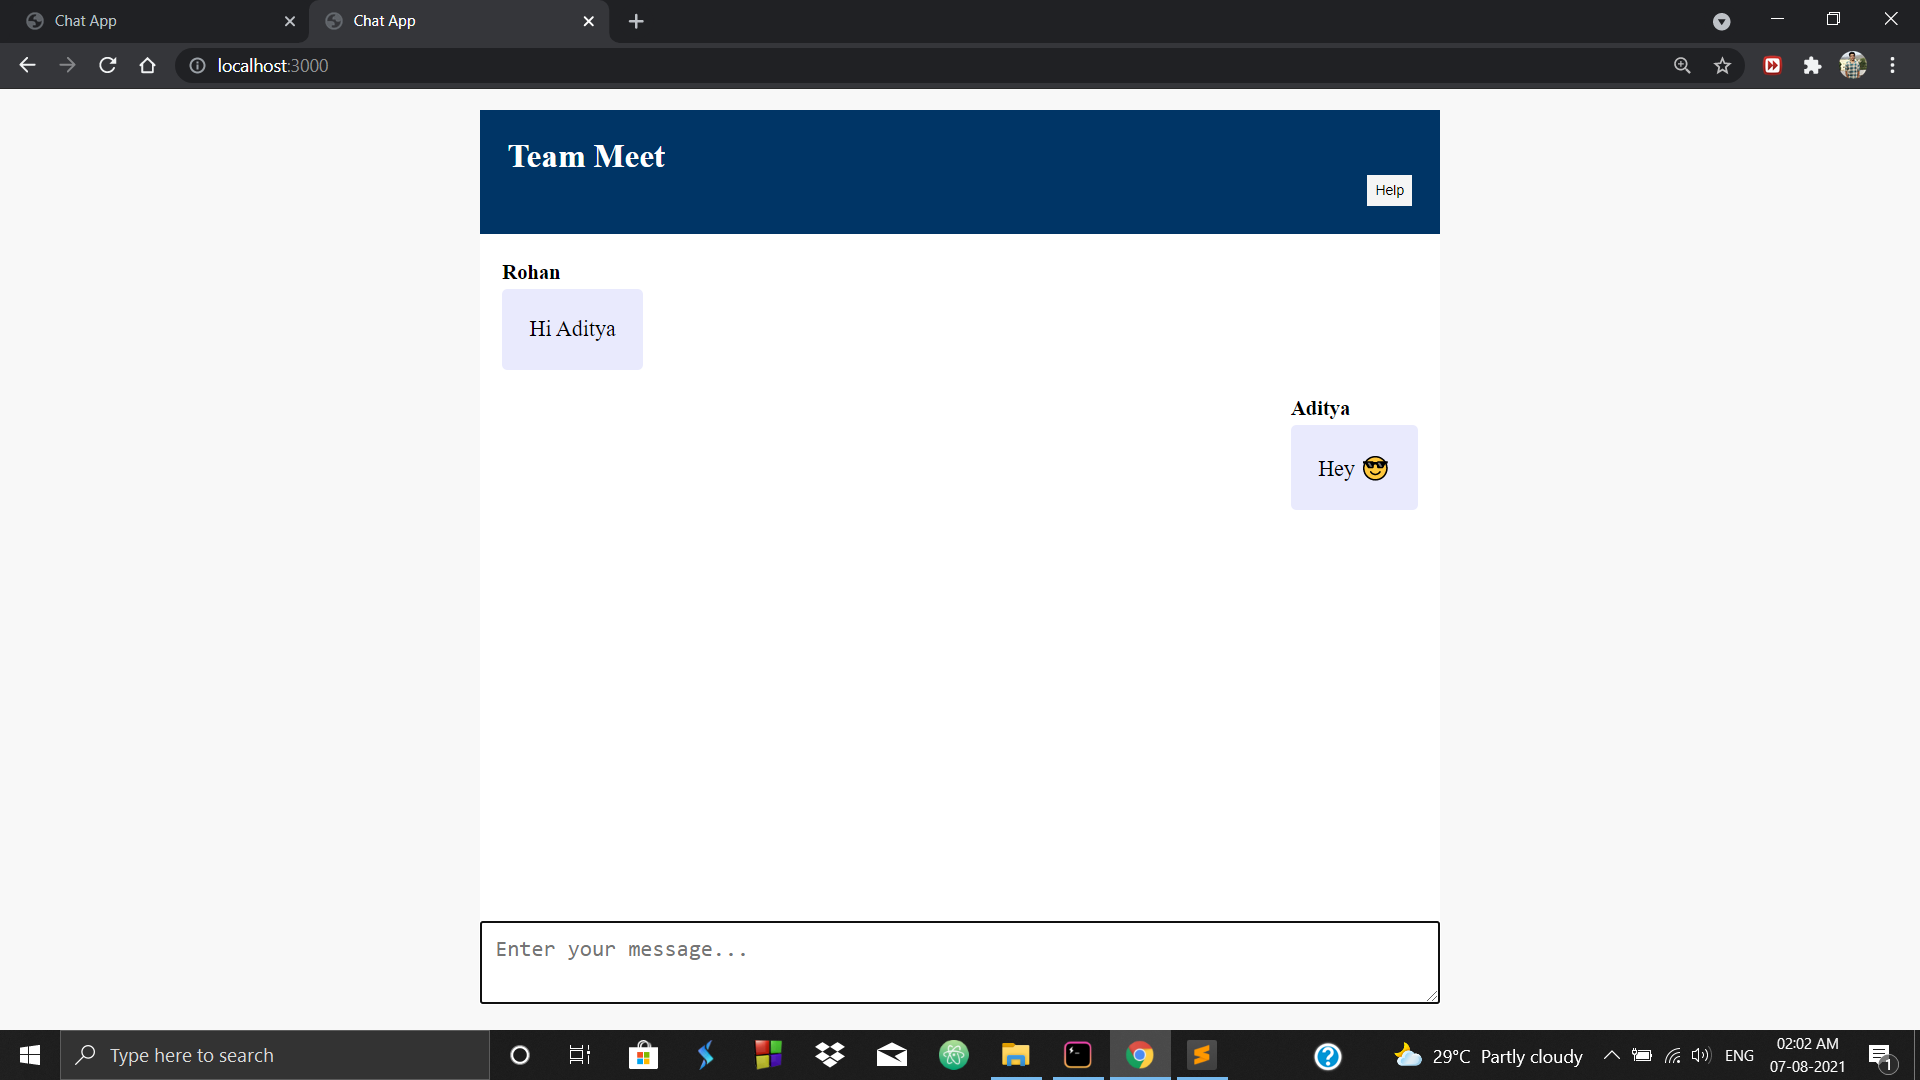 Chat App
Chat App
localhost:3000
Team Meet
Help
Rohan
Hi Aditya
Aditya
Hey 😎
Enter your message...
Type here to search
29°C Partly cloudy
ENG
02:02 AM
07-08-2021
1